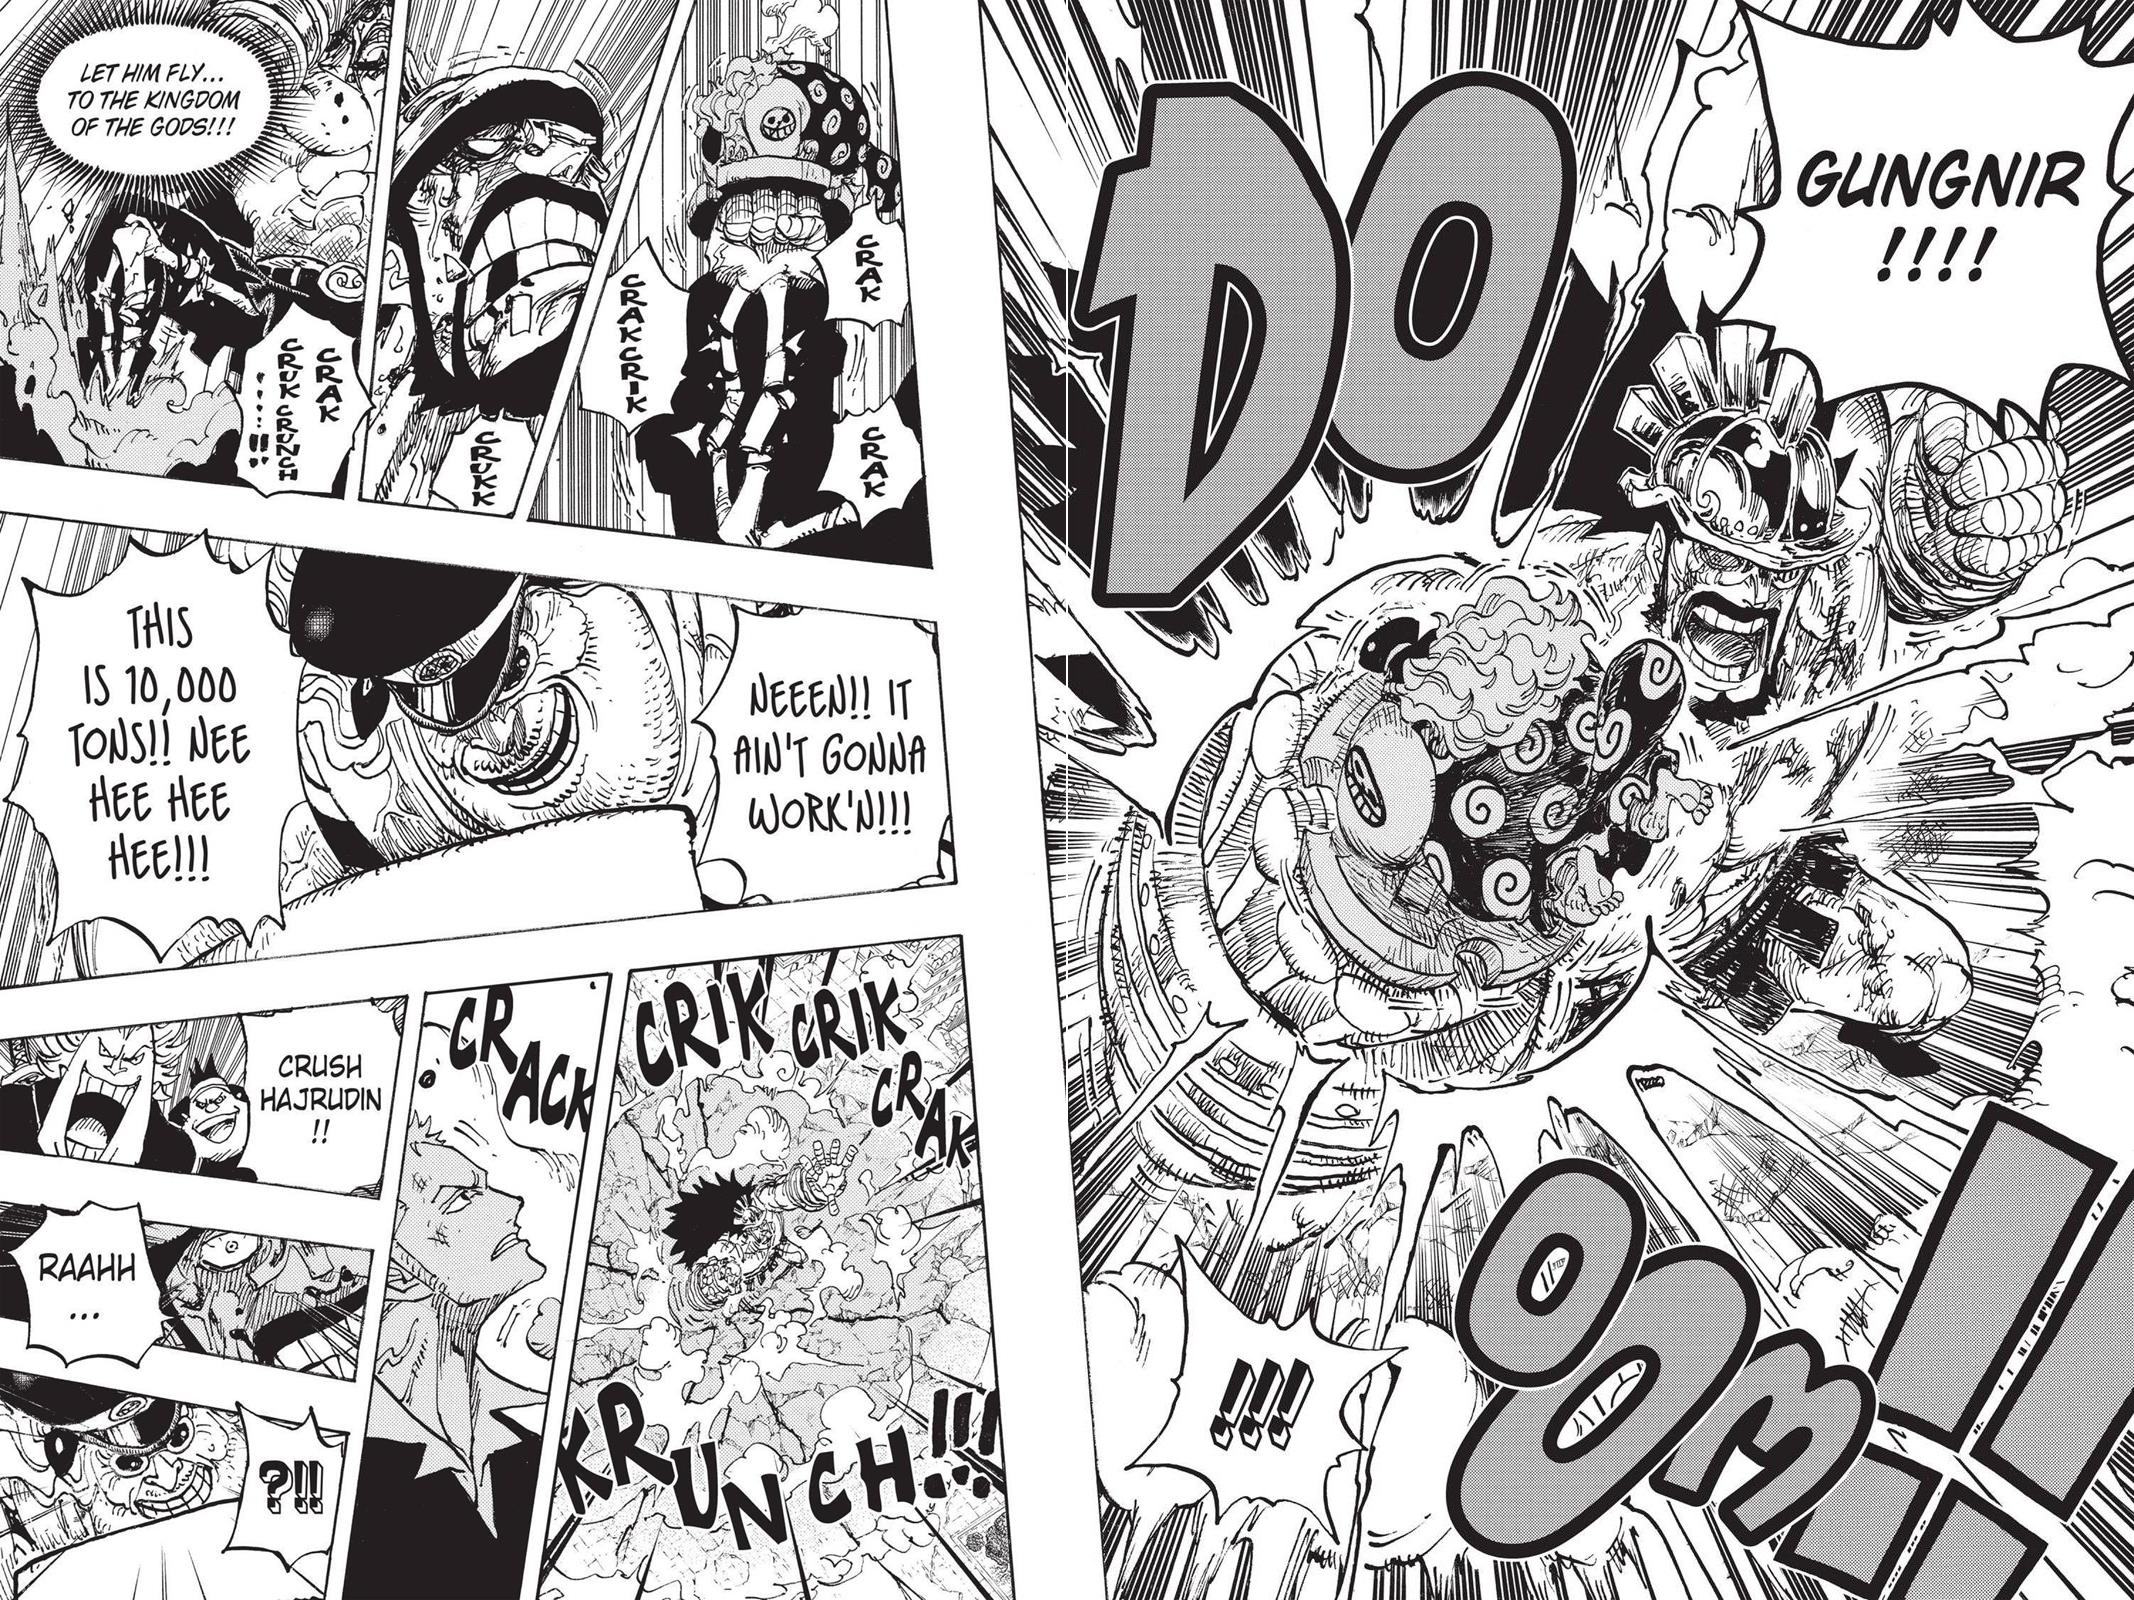 GUNGNIR
!!!!
DO
OOM!!!!
!!!
CRAK
CRAK
CRAKCRIK
CRUKK
LET HIM FLY...
TO THE KINGDOM
OF THE GODS!!!
CRAK
CRUKCRUNCH
.....!!
NEEEN!! IT
AIN'T GONNA
WORK'N!!!
THIS
IS 10,000
TONS!! NEE
HEE HEE
HEE!!!
CRIK CRIK
CRAK
KRUNCH!!!
CRACK
CRUSH
HAJRUDIN
!!
RAAHH
...
?!!